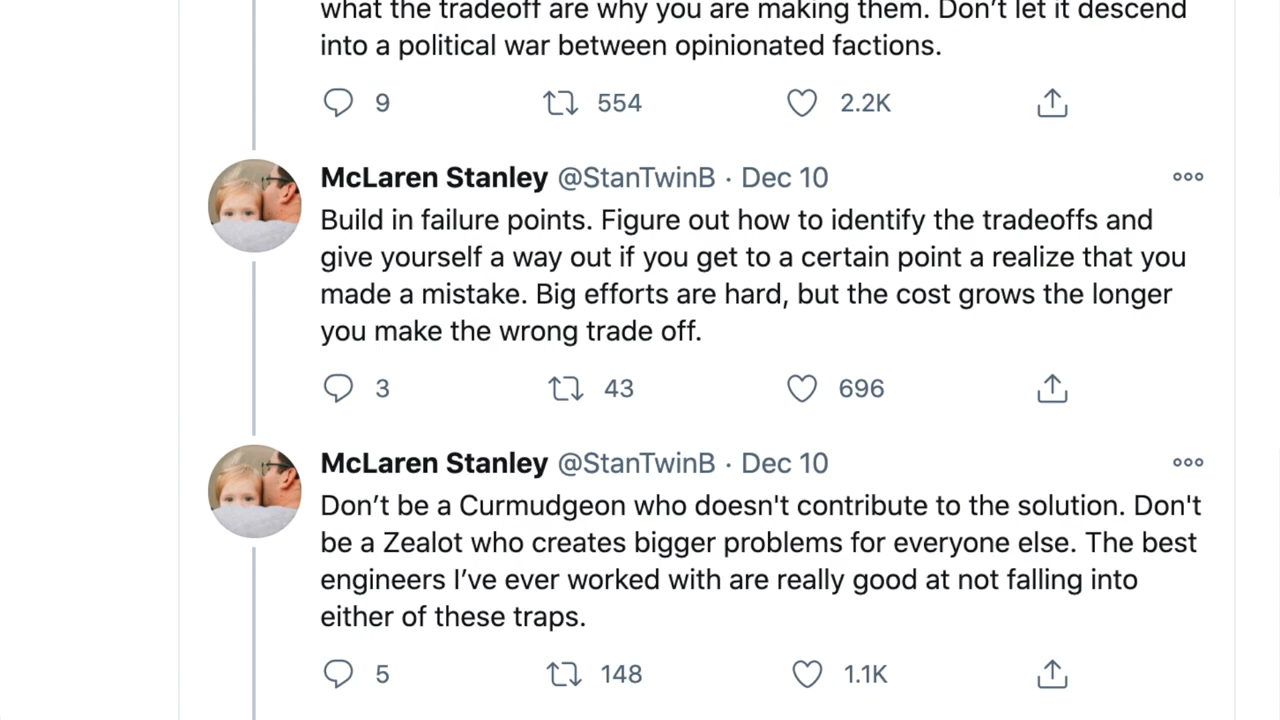 what the tradeoff are why you are making them. Don’t let it descend
into a political war between opinionated factions.
9 554 2.2K
McLaren Stanley @StanTwinB · Dec 10
Build in failure points. Figure out how to identify the tradeoffs and
give yourself a way out if you get to a certain point a realize that you
made a mistake. Big efforts are hard, but the cost grows the longer
you make the wrong trade off.
3 43 696
McLaren Stanley @StanTwinB · Dec 10
Don’t be a Curmudgeon who doesn't contribute to the solution. Don't
be a Zealot who creates bigger problems for everyone else. The best
engineers I’ve ever worked with are really good at not falling into
either of these traps.
5 148 1.1K